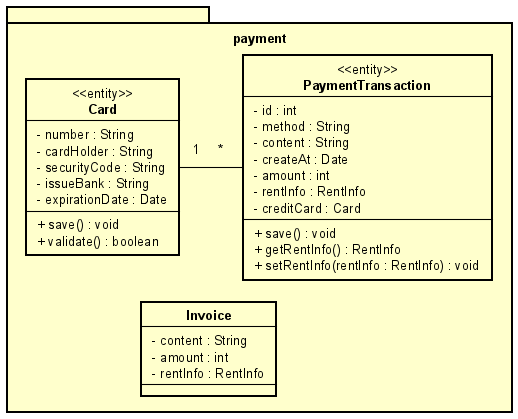 payment
<<entity>>
Card
- number : String
- cardHolder : String
- securityCode : String
- issueBank : String
- expirationDate : Date
+ save() : void
+ validate() : boolean
1 *
<<entity>>
PaymentTransaction
- id : int
- method : String
- content : String
- createAt : Date
- amount : int
- rentInfo : RentInfo
- creditCard : Card
+ save() : void
+ getRentInfo() : RentInfo
+ setRentInfo(rentInfo : RentInfo) : void
Invoice
- content : String
- amount : int
- rentInfo : RentInfo